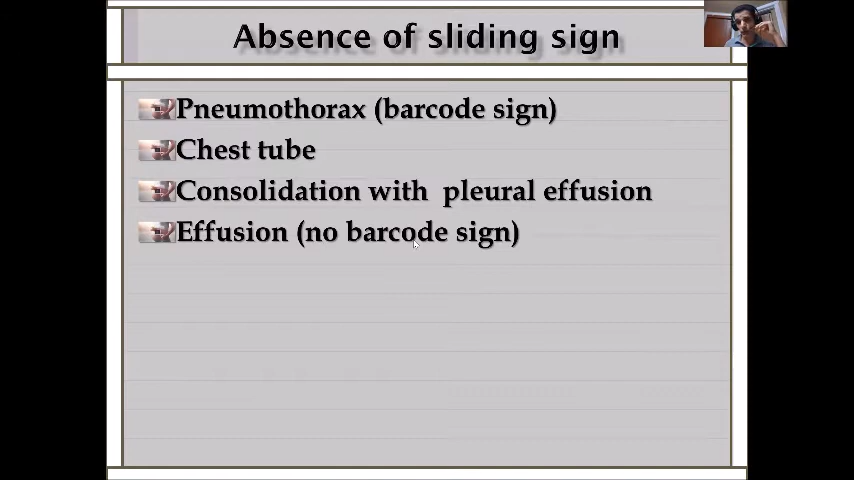 Absence of sliding sign
Pneumothorax (barcode sign)
Chest tube
Consolidation with pleural effusion
Effusion (no barcode sign)